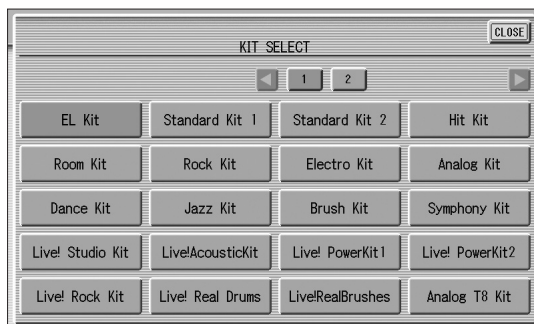 CLOSE
KIT SELECT
1 2
EL Kit Standard Kit 1 Standard Kit 2 Hit Kit
Room Kit Rock Kit Electro Kit Analog Kit
Dance Kit Jazz Kit Brush Kit Symphony Kit
Live! Studio Kit Live!AcousticKit Live! PowerKit1 Live! PowerKit2
Live! Rock Kit Live! Real Drums Live!RealBrushes Analog T8 Kit